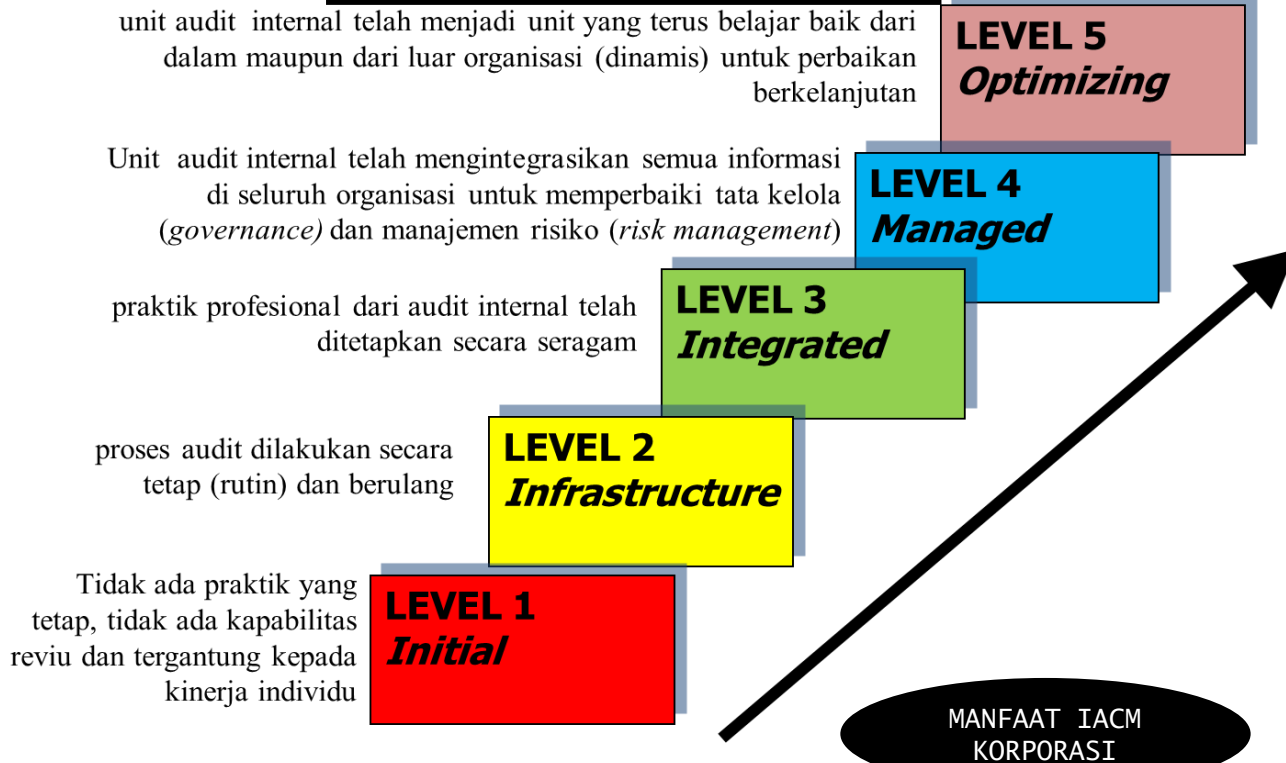 unit audit internal telah menjadi unit yang terus belajar baik dari
dalam maupun dari luar organisasi (dinamis) untuk perbaikan
berkelanjutan
LEVEL 5
Optimizing
Unit audit internal telah mengintegrasikan semua informasi
di seluruh organisasi untuk memperbaiki tata kelola
(governance) dan manajemen risiko (risk management)
LEVEL 4
Managed
praktik profesional dari audit internal telah
ditetapkan secara seragam
LEVEL 3
Integrated
proses audit dilakukan secara
tetap (rutin) dan berulang
LEVEL 2
Infrastructure
Tidak ada praktik yang
tetap, tidak ada kapabilitas
reviu dan tergantung kepada
kinerja individu
LEVEL 1
Initial
MANFAAT IACM
KORPORASI